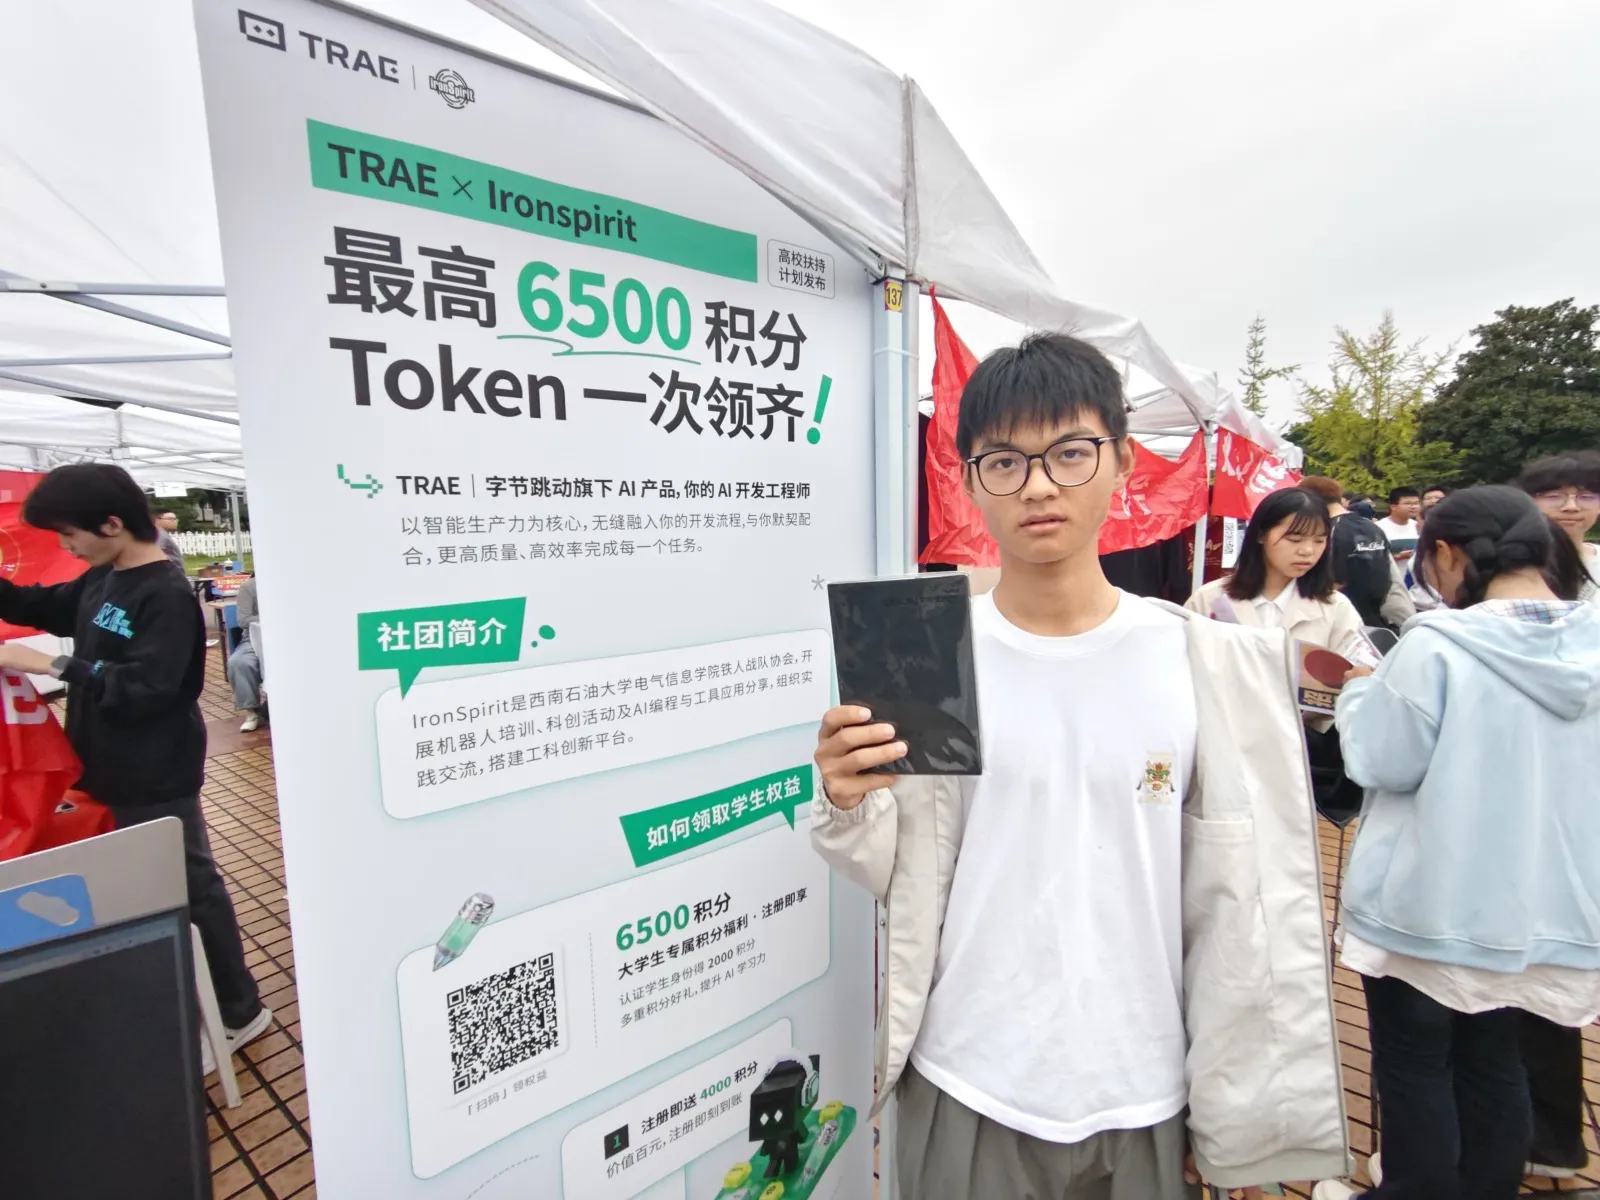 TRAE | IronSpirit
TRAE × Ironspirit
高校扶持
计划发布
最高 6500 积分
Token 一次领齐!
137
TRAE | 字节跳动旗下 AI 产品,你的 AI 开发工程师
以智能生产力为核心,无缝融入你的开发流程,与你默契配
合,更高质量、高效率完成每一个任务。
*
社团简介
IronSpirit是西南石油大学电气信息学院铁人战队协会,开
展机器人培训、科创活动及AI编程与工具应用分享,组织实
践交流,搭建工科创新平台。
如何领取学生权益
6500 积分
大学生专属积分福利·注册即享
认证学生身份得 2000 积分
多重积分好礼,提升 AI 学习力
「扫码」领权益
1 注册即送 4000 积分
价值百元,注册即刻到账